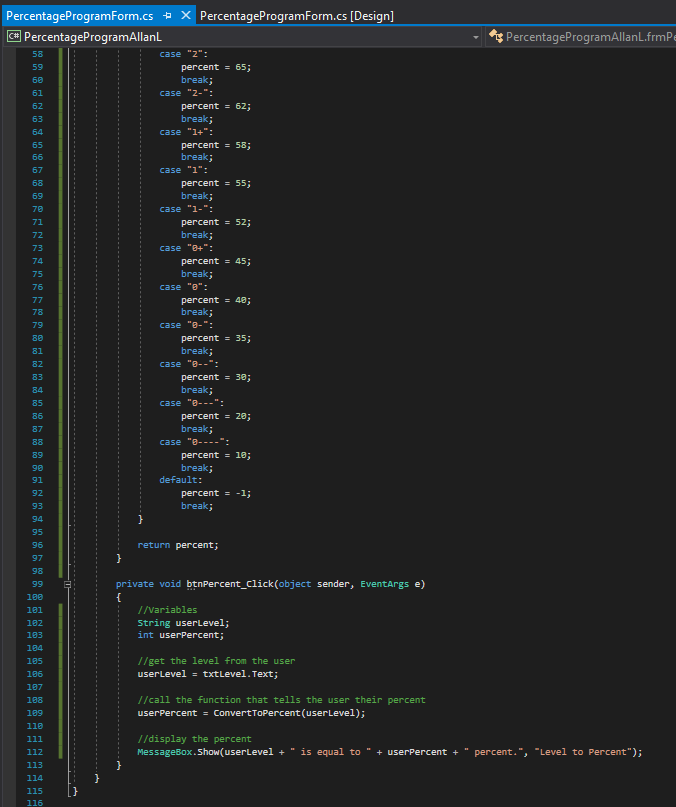 PercentageProgramForm.cs PercentageProgramForm.cs [Design]
C# PercentageProgramAllanL PercentageProgramAllanL.frmPe
58 case "2":
59 percent = 65;
60 break;
61 case "2-":
62 percent = 62;
63 break;
64 case "1+":
65 percent = 58;
66 break;
67 case "1":
68 percent = 55;
69 break;
70 case "1-":
71 percent = 52;
72 break;
73 case "0+":
74 percent = 45;
75 break;
76 case "0":
77 percent = 40;
78 break;
79 case "0-":
80 percent = 35;
81 break;
82 case "0--":
83 percent = 30;
84 break;
85 case "0---":
86 percent = 20;
87 break;
88 case "0----":
89 percent = 10;
90 break;
91 default:
92 percent = -1;
93 break;
94 }
95
96 return percent;
97 }
98
99 private void btnPercent_Click(object sender, EventArgs e)
100 {
101 //Variables
102 String userLevel;
103 int userPercent;
104
105 //get the level from the user
106 userLevel = txtLevel.Text;
107
108 //call the function that tells the user their percent
109 userPercent = ConvertToPercent(userLevel);
110
111 //display the percent
112 MessageBox.Show(userLevel + " is equal to " + userPercent + " percent.", "Level to Percent");
113 }
114 }
115 }
116